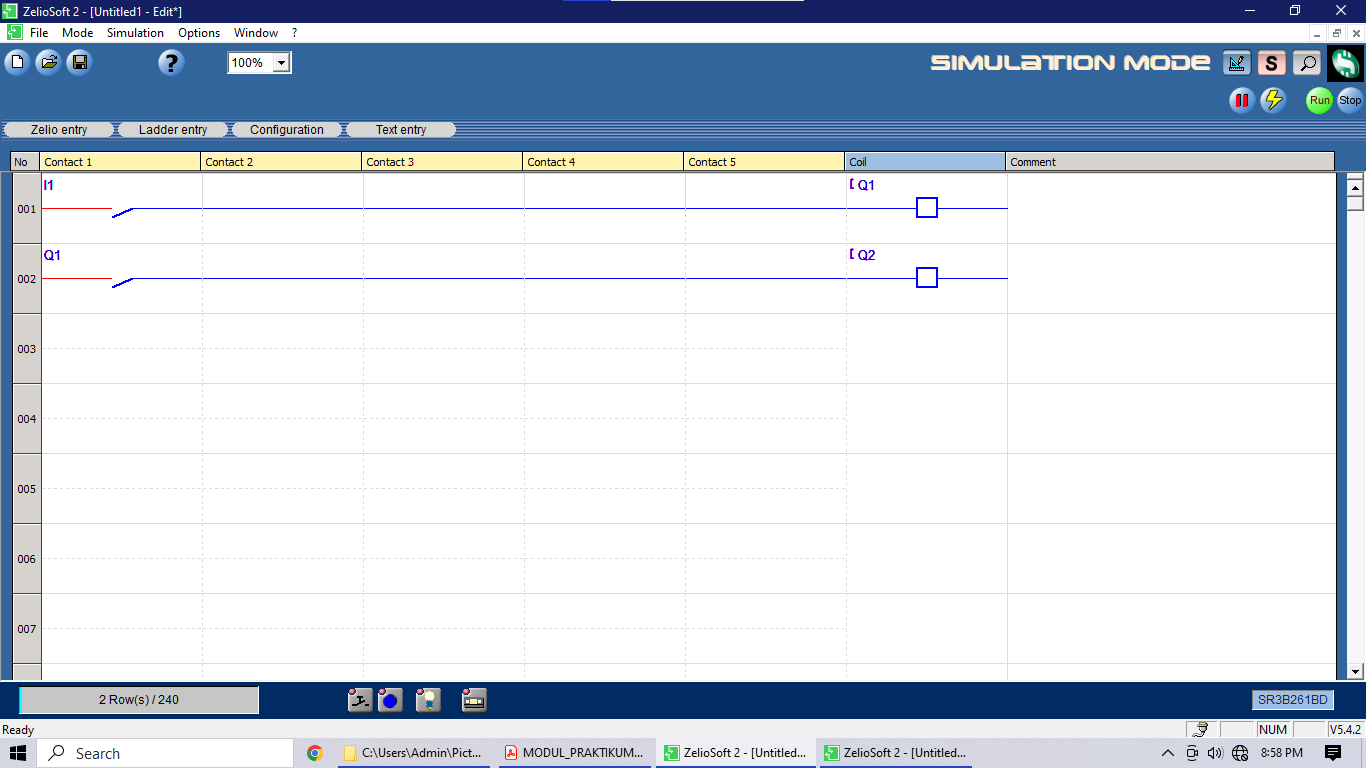 ZelioSoft 2 - [Untitled1 - Edit*]
File Mode Simulation Options Window ?
100%
SIMULATION MODE
S
Run Stop
Zelio entry Ladder entry Configuration Text entry
No Contact 1 Contact 2 Contact 3 Contact 4 Contact 5 Coil Comment
I1 [ Q1
001
Q1 [ Q2
002
003
004
005
006
007
2 Row(s) / 240
SR3B261BD
Ready
NUM V5.4.2
Search
C:\Users\Admin\Pict...
MODUL_PRAKTIKUM...
ZelioSoft 2 - [Untitled...
ZelioSoft 2 - [Untitled...
8:58 PM